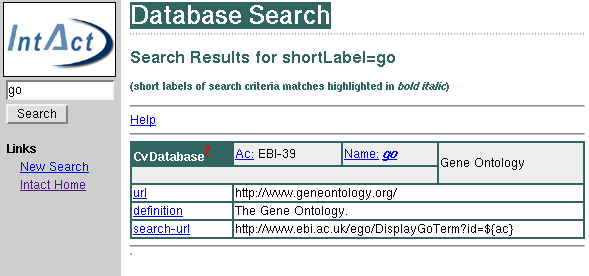 IntAct
go
Search
Links
New Search
Intact Home
Database Search
Search Results for shortLabel=go
(short labels of search criteria matches highlighted in bold italic)
Help
CvDatabase? Ac: EBI-39 Name: go Gene Ontology
url http://www.geneontology.org/
definition The Gene Ontology.
search-url http://www.ebi.ac.uk/ego/DisplayGoTerm?id=${ac}
.